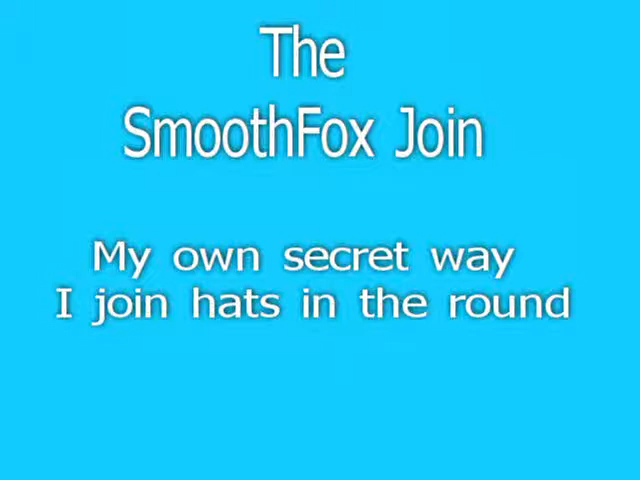 The
SmoothFox Join
My own secret way
I join hats in the round